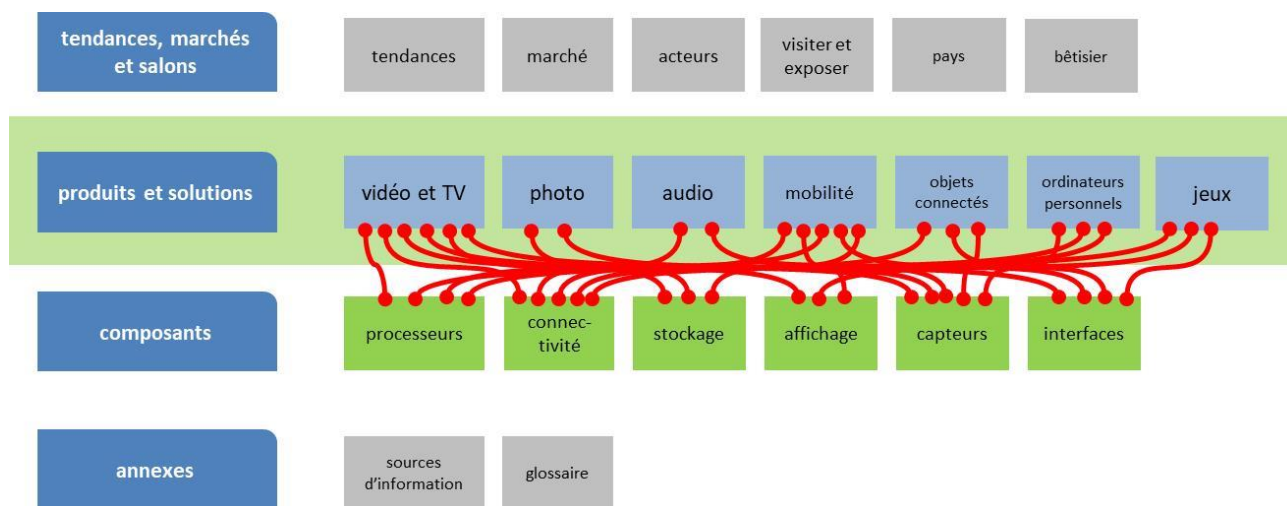 tendances, marchés
et salons
tendances
marché
acteurs
visiter et
exposer
pays
bêtisier
produits et solutions
vidéo et TV
photo
audio
mobilité
objets
connectés
ordinateurs
personnels
jeux
composants
processeurs
connec-
tivité
stockage
affichage
capteurs
interfaces
annexes
sources
d’information
glossaire